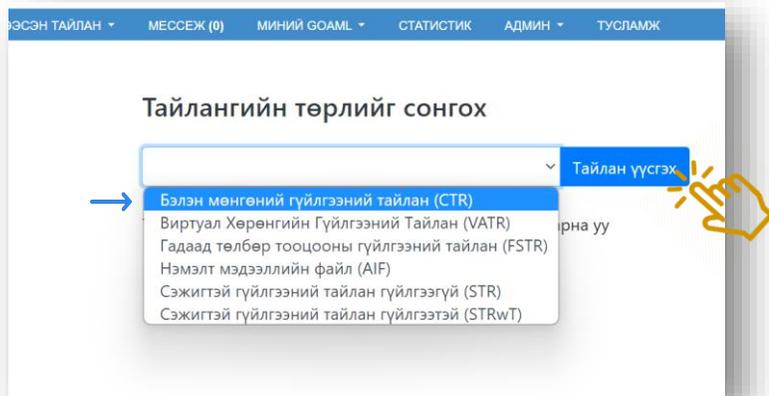 ЭЭСЭН ТАЙЛАН МЕССЕЖ (0) МИНИЙ GOAML СТАТИСТИК АДМИН ТУСЛАМЖ
Тайлангийн төрлийг сонгох
Тайлан үүсгэх
Бэлэн мөнгөний гүйлгээний тайлан (CTR)
Виртуал Хөрөнгийн Гүйлгээний Тайлан (VATR)
уу
Гадаад төлбөр тооцооны гүйлгээний тайлан (FSTR)
Нэмэлт мэдээллийн файл (AIF)
Сэжигтэй гүйлгээний тайлан гүйлгээгүй (STR)
Сэжигтэй гүйлгээний тайлан гүйлгээтэй (STRwT)